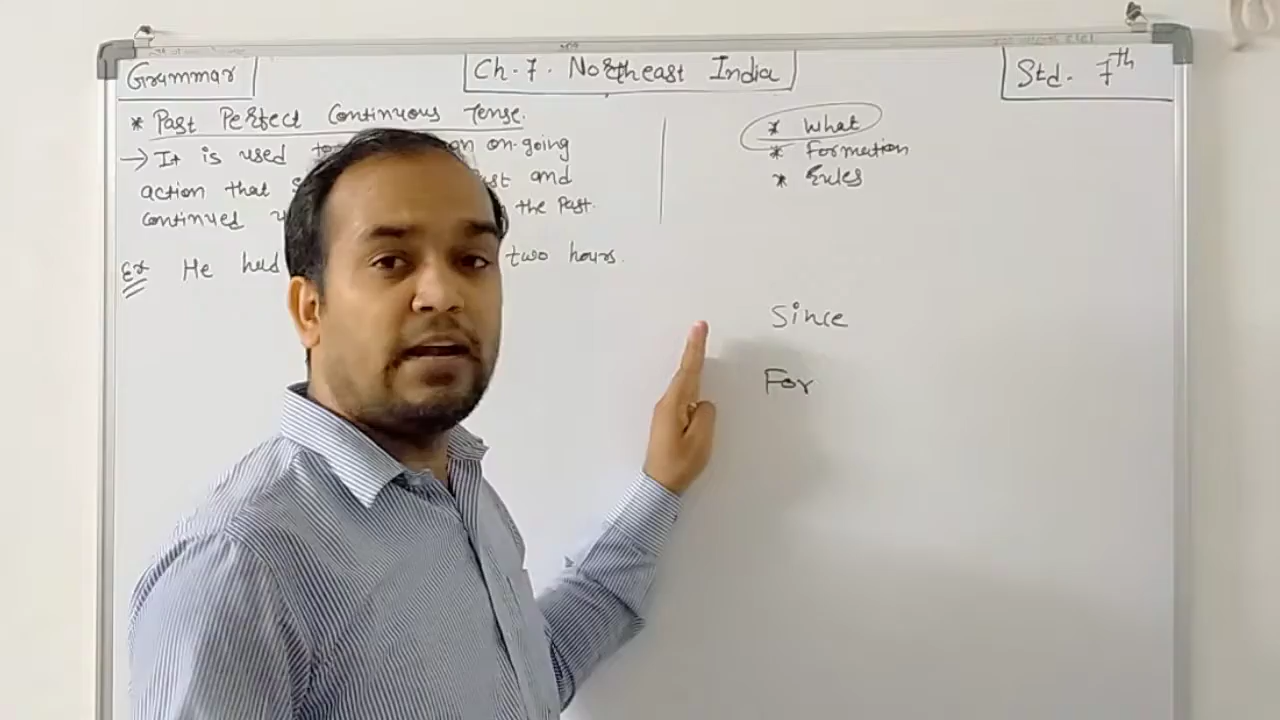 Grammar
Ch. 7. Northeast India
Std. 7th
* Past Perfect Continuous Tense.
→ It is used on on-going
action that and
continued the Past.
Ex He had two hours.
* What
* Formation
* Rules
Since
For